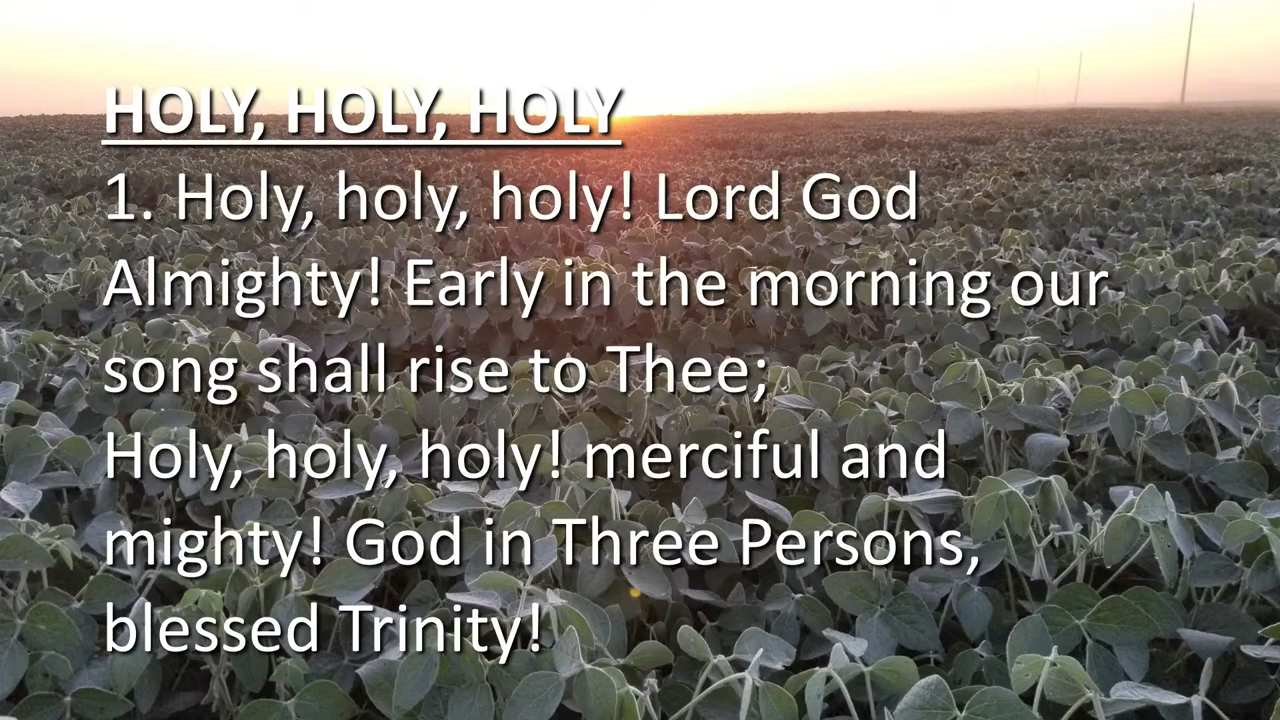 HOLY, HOLY, HOLY
1. Holy, holy, holy! Lord God
Almighty! Early in the morning our
song shall rise to Thee;
Holy, holy, holy! merciful and
mighty! God in Three Persons,
blessed Trinity!